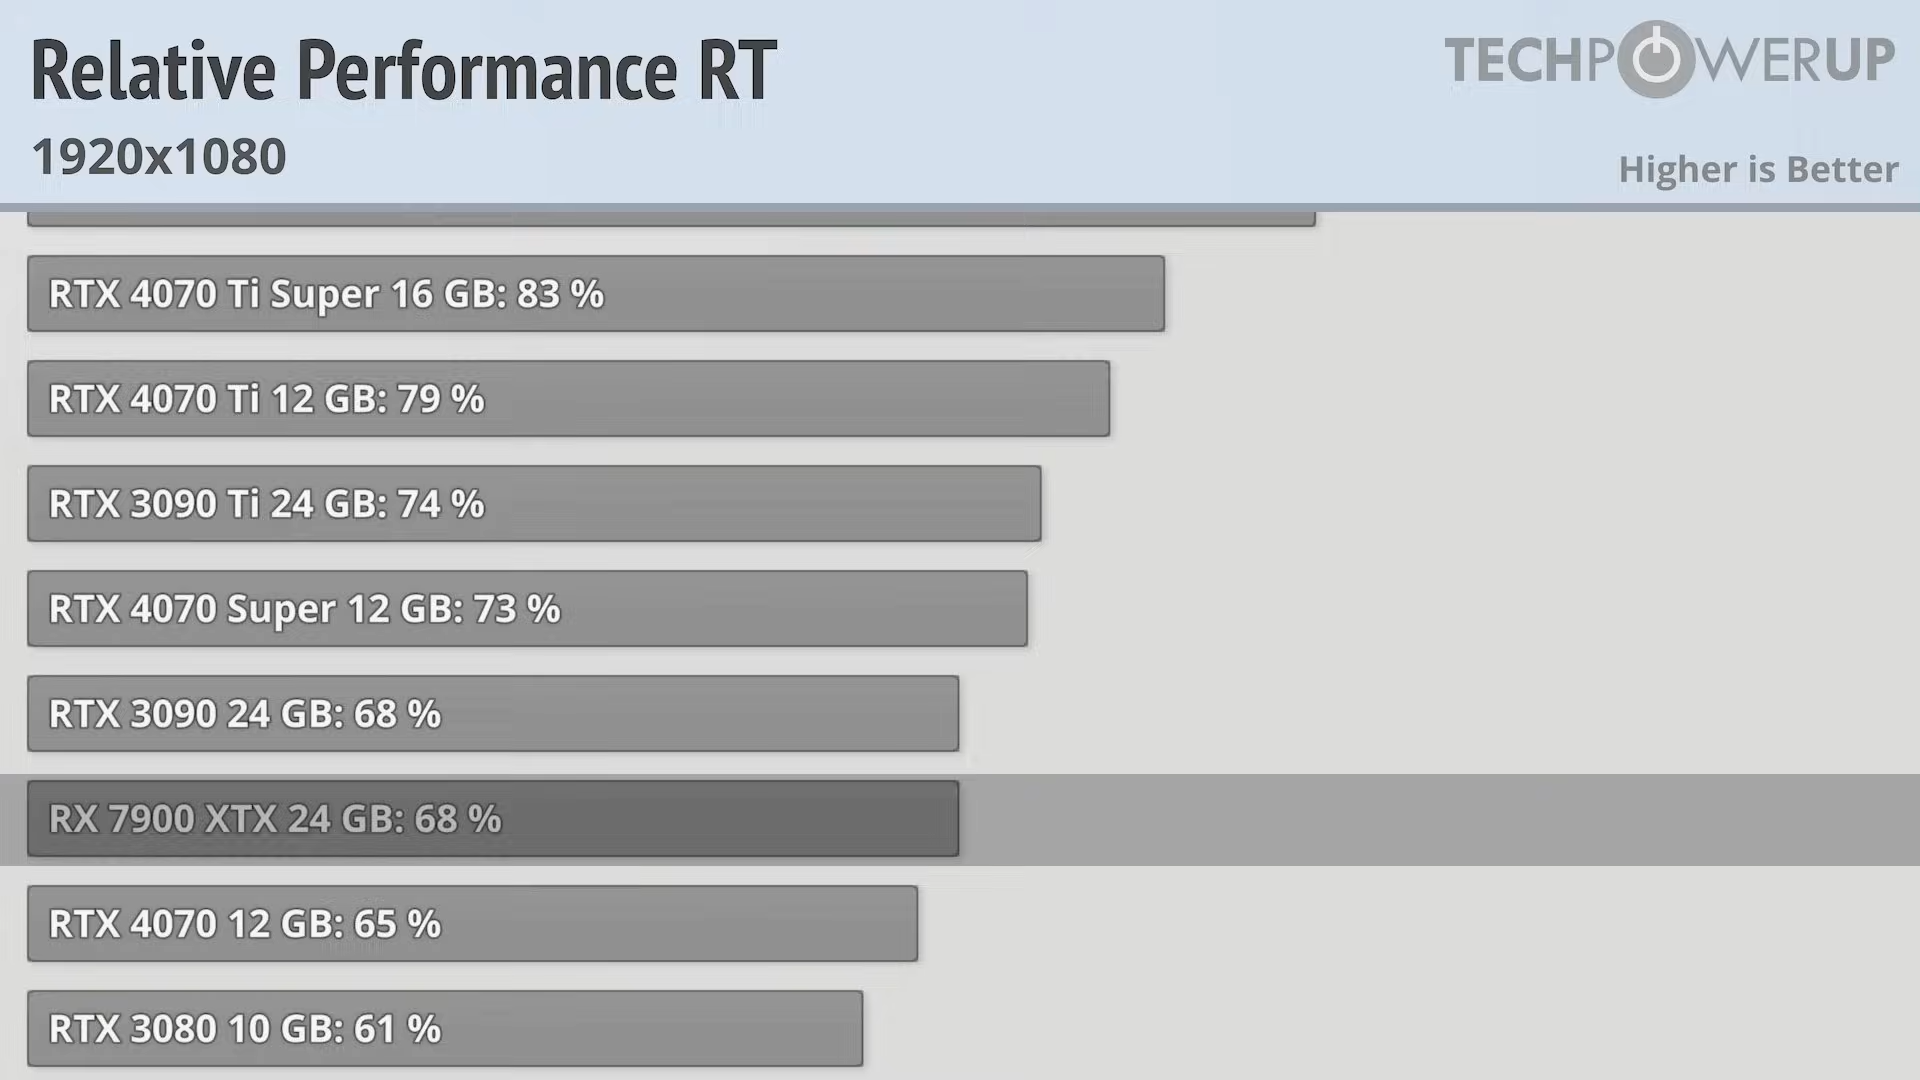 Relative Performance RT
TECHPOWERUP
1920x1080
Higher is Better
RTX 4070 Ti Super 16 GB: 83 %
RTX 4070 Ti 12 GB: 79 %
RTX 3090 Ti 24 GB: 74 %
RTX 4070 Super 12 GB: 73 %
RTX 3090 24 GB: 68 %
RX 7900 XTX 24 GB: 68 %
RTX 4070 12 GB: 65 %
RTX 3080 10 GB: 61 %